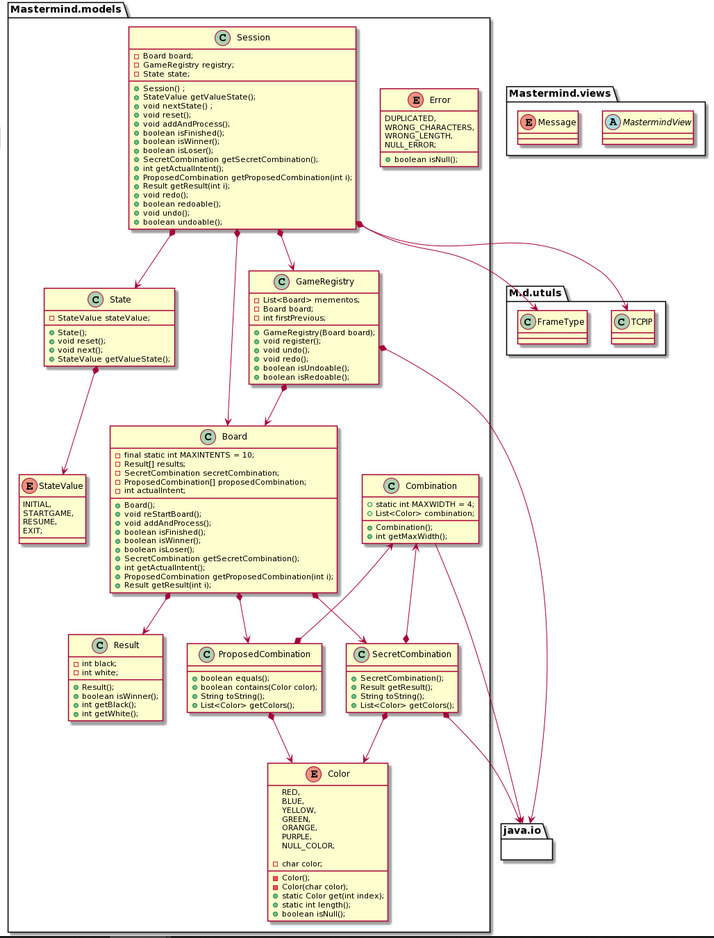 Mastermind.models
C Session
Board board;
GameRegistry registry;
State state;
Session() ;
StateValue getValueState();
void nextState() ;
void reset();
void addAndProcess();
boolean isFinished();
boolean isWinner();
boolean isLoser();
SecretCombination getSecretCombination();
int getActualIntent();
ProposedCombination getProposedCombination(int i);
Result getResult(int i);
void redo();
boolean redoable();
void undo();
boolean undoable();
E Error
DUPLICATED,
WRONG_CHARACTERS,
WRONG_LENGTH,
NULL_ERROR;
boolean isNull();
Mastermind.views
E Message
A MastermindView
C State
StateValue stateValue;
State();
void reset();
void next();
StateValue getValueState();
C GameRegistry
List<Board> mementos;
Board board;
int firstPrevious;
GameRegistry(Board board);
void register();
void undo();
void redo();
boolean isUndoable();
boolean isRedoable();
M.d.utuls
C FrameType
C TCPIP
E StateValue
INITIAL,
STARTGAME,
RESUME,
EXIT;
C Board
final static int MAXINTENTS = 10;
Result[] results;
SecretCombination secretCombination;
ProposedCombination[] proposedCombination;
int actualIntent;
Board();
void reStartBoard();
void addAndProcess();
boolean isFinished();
boolean isWinner();
boolean isLoser();
SecretCombination getSecretCombination();
int getActualIntent();
ProposedCombination getProposedCombination(int i);
Result getResult(int i);
C Combination
static int MAXWIDTH = 4;
List<Color> combination;
Combination();
int getMaxWidth();
C Result
int black;
int white;
Result();
boolean isWinner();
int getBlack();
int getWhite();
C ProposedCombination
boolean equals();
boolean contains(Color color);
String toString();
List<Color> getColors();
C SecretCombination
SecretCombination();
Result getResult();
String toString();
List<Color> getColors();
E Color
RED,
BLUE,
YELLOW,
GREEN,
ORANGE,
PURPLE,
NULL_COLOR;
char color;
Color();
Color(char color);
static Color get(int index);
static int length();
boolean isNull();
java.io